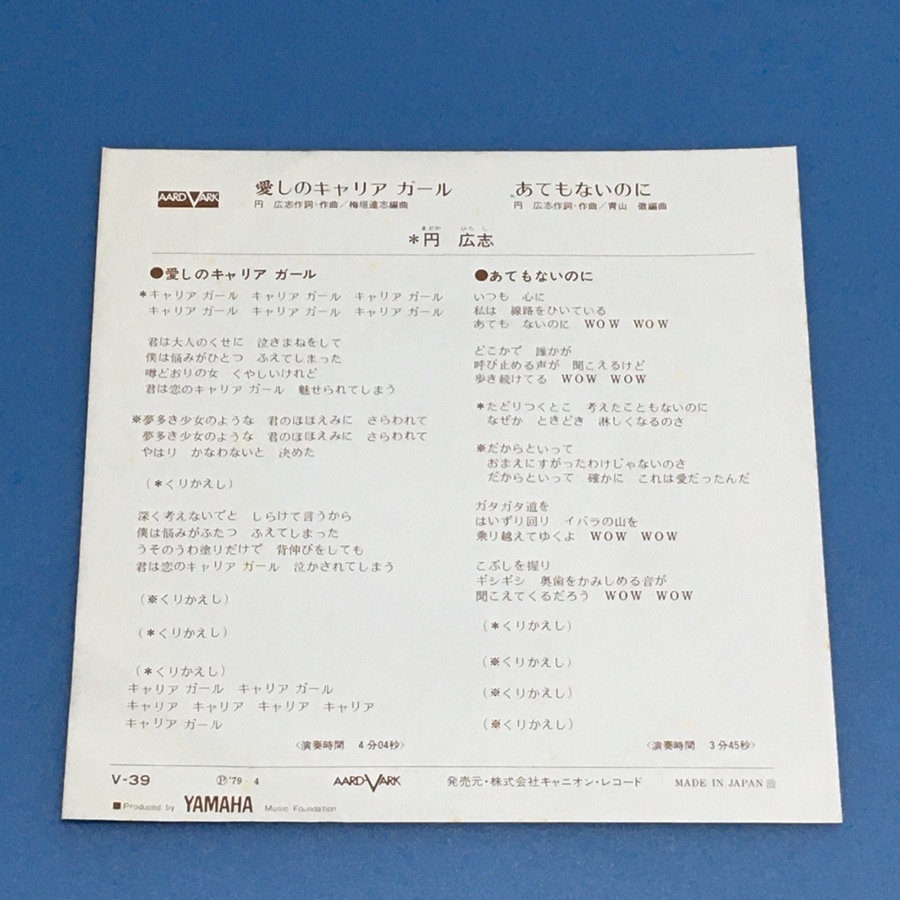 AARDVARK
愛しのキャリア ガール
円 広志作詞・作曲／梅垣達志編曲
あてもないのに
円 広志作詞・作曲／青山 徹編曲
まどか ひろし
＊円 広志
●愛しのキャリア ガール
＊キャリア ガール キャリア ガール キャリア ガール
キャリア ガール キャリア ガール キャリア ガール
君は大人のくせに 泣きまねをして
僕は悩みがひとつ ふえてしまった
噂どおりの女 くやしいけれど
君は恋のキャリア ガール 魅せられてしまう
※夢多き少女のような 君のほほえみに さらわれて
夢多き少女のような 君のほほえみに さらわれて
やはり かなわないと 決めた
（＊くりかえし）
深く考えないでと しらけて言うから
僕は悩みがふたつ ふえてしまった
うそのうわ塗りだけで 背伸びをしても
君は恋のキャリア ガール 泣かされてしまう
（※くりかえし）
（＊くりかえし）
（＊くりかえし）
キャリア ガール キャリア ガール
キャリア キャリア キャリア キャリア
キャリア ガール
〈演奏時間 4分04秒〉
●あてもないのに
いつも 心に
私は 線路をひいている
あても ないのに WOW WOW
どこかで 誰かが
呼び止める声が 聞こえるけど
歩き続けてる WOW WOW
＊たどりつくとこ 考えたこともないのに
なぜか ときどき 淋しくなるのさ
※だからといって
おまえにすがったわけじゃないのさ
だからといって 確かに これは愛だったんだ
ガタガタ道を
はいずり回り イバラの山を
乗り越えてゆくよ WOW WOW
こぶしを握り
ギシギシ 奥歯をかみしめる音が
聞こえてくるだろう WOW WOW
（＊くりかえし）
（※くりかえし）
（※くりかえし）
（※くりかえし）
〈演奏時間 3分45秒〉
V-39 Ⓟ'79-4 AARDVARK 発売元・株式会社キャニオン・レコード MADE IN JAPAN
■Produced by YAMAHA Music Foundation